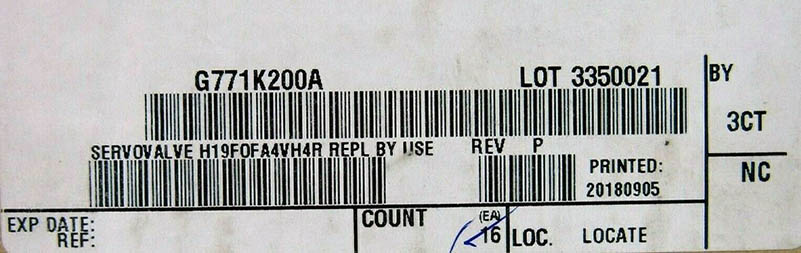 G771K200A LOT 3350021 BY
3CT
SERVOVALVE H19FOFA4VH4R REPL BY USE REV P
PRINTED: NC
20180905
EXP DATE: COUNT (EA)
REF: 16 LOC. LOCATE